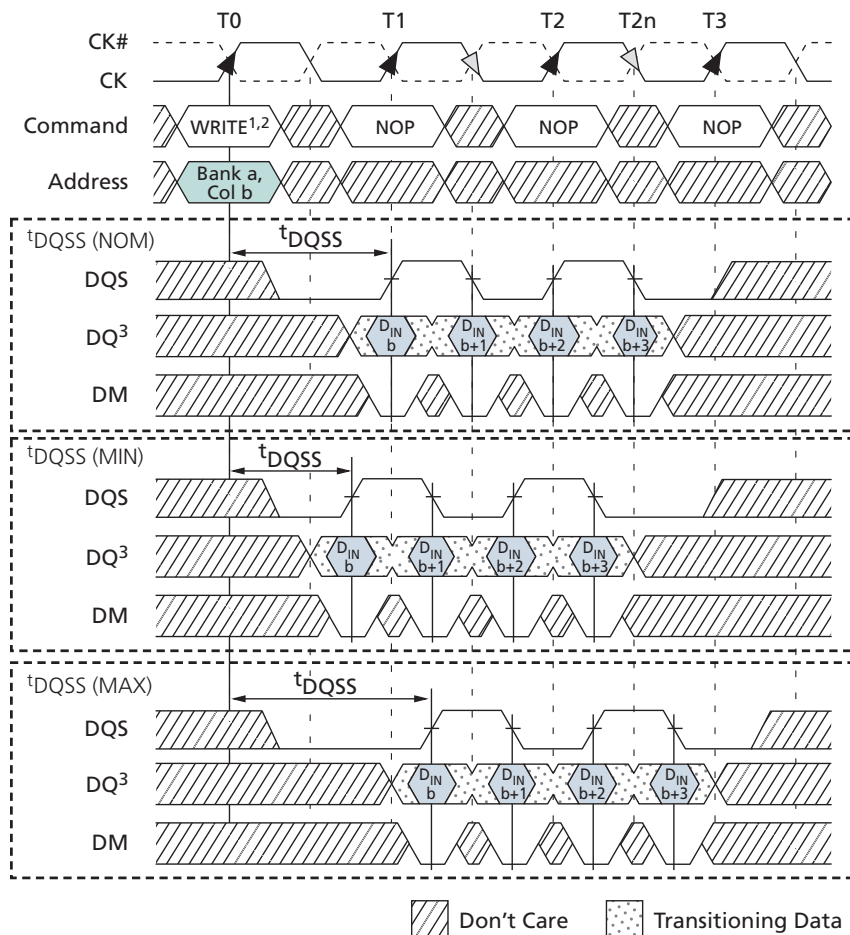 T0 T1 T2 T2n T3
CK#
CK
Command WRITE1,2 NOP NOP NOP
Address Bank a,
Col b
tDQSS (NOM) tDQSS
DQS
DQ3 DIN DIN DIN DIN
b b+1 b+2 b+3
DM
tDQSS (MIN) tDQSS
DQS
DQ3 DIN DIN DIN DIN
b b+1 b+2 b+3
DM
tDQSS (MAX) tDQSS
DQS
DQ3 DIN DIN DIN DIN
b b+1 b+2 b+3
DM
Don't Care Transitioning Data